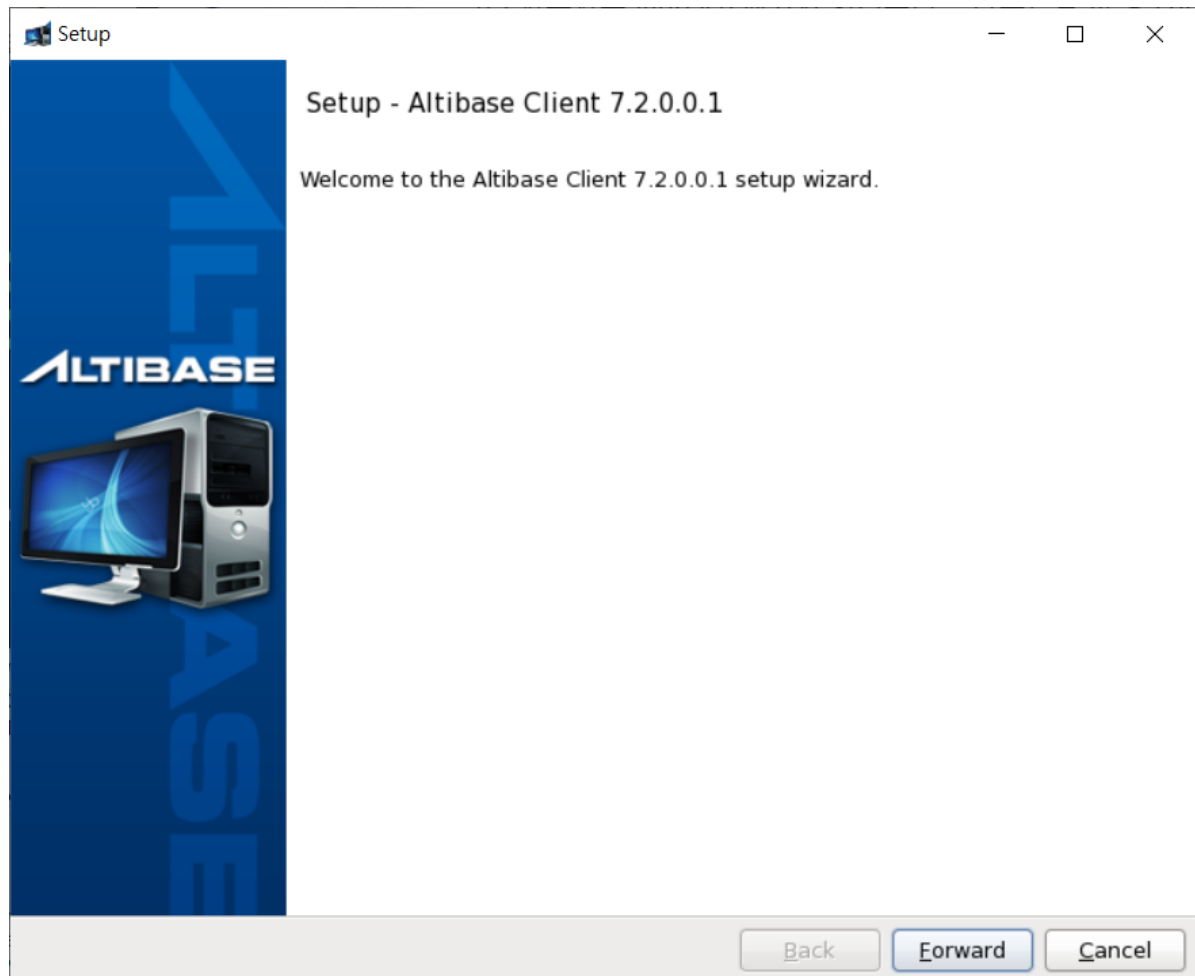 Setup
Setup - Altibase Client 7.2.0.0.1
Welcome to the Altibase Client 7.2.0.0.1 setup wizard.
ALTIBASE
ALTIBASE
Back
Forward
Cancel